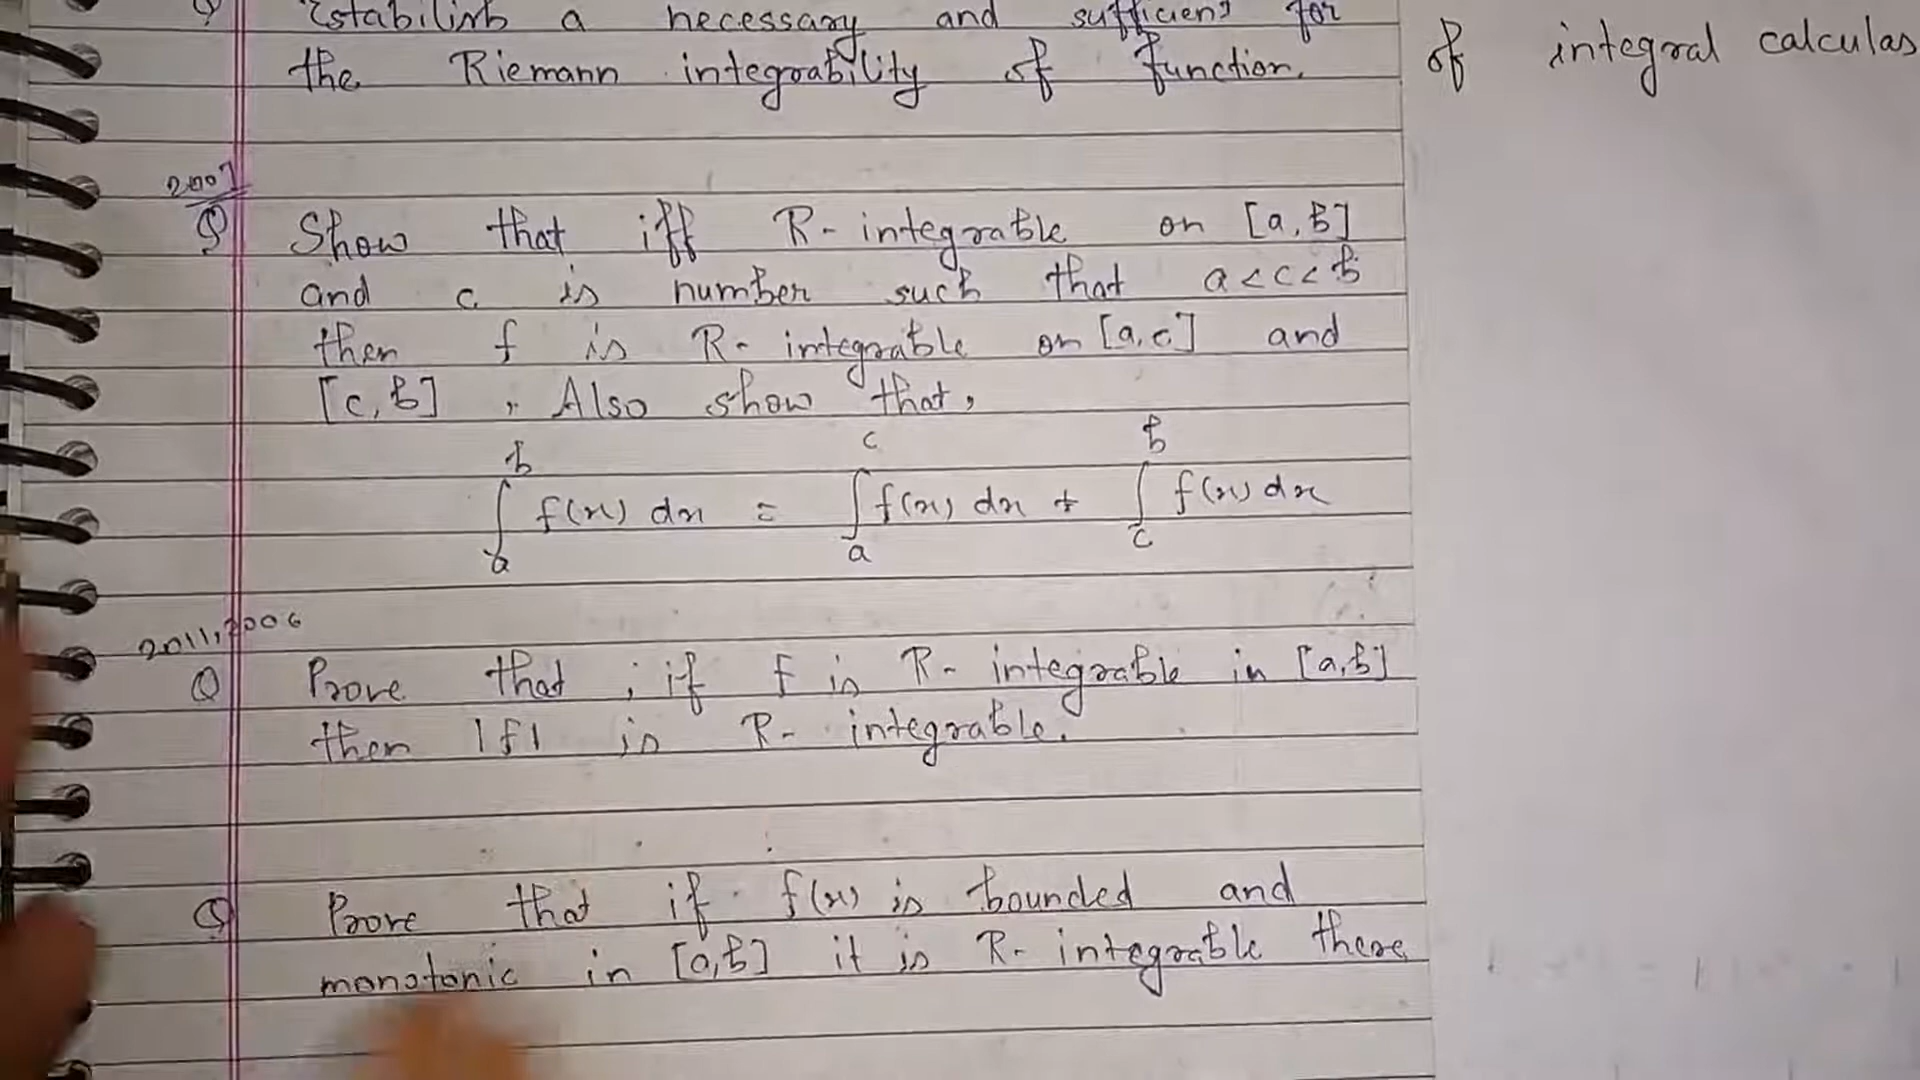 Q Establish a necessary and sufficient for
the Riemann integrability of function.
of integral calculas
2007
Q Show that iff R- integrable on [a,b]
and c is number such that a<c<b
then f is R- integrable on [a,c] and
[c,b] , Also show that,
∫_a^b f(x) dx = ∫_a^c f(x) dx + ∫_c^b f(x) dx
2011, 2006
Q Prove that , if f is R- integrable in [a,b]
then |f| is R- integrable.
Q Prove that if f(x) is bounded and
monotonic in [a,b] it is R- integrable there